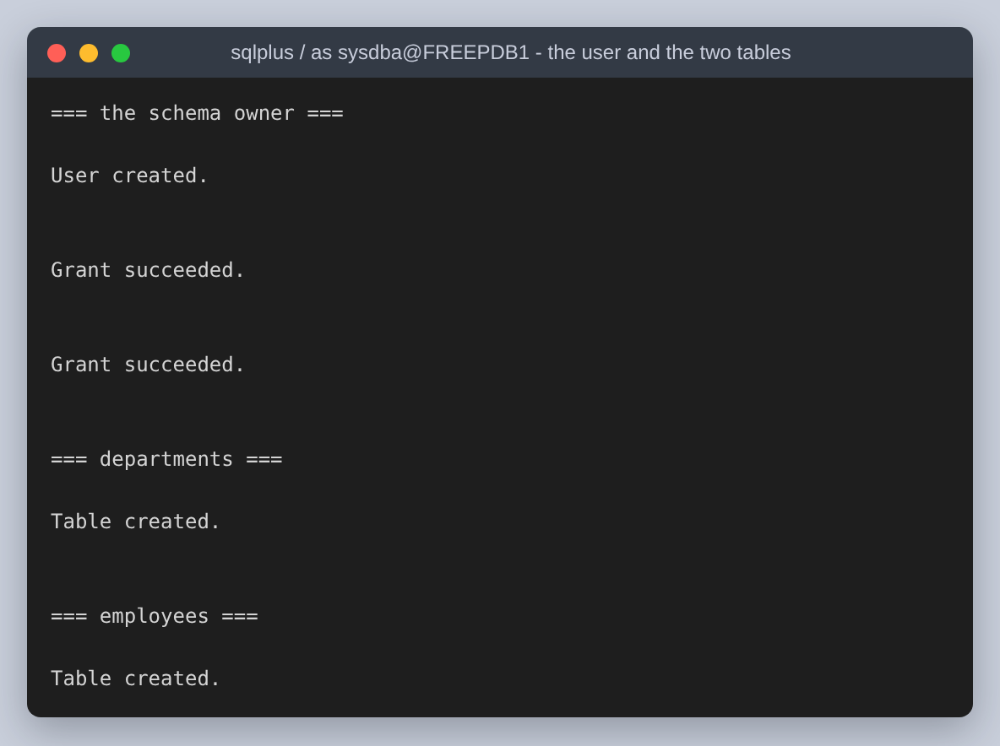 sqlplus / as sysdba@FREEPDB1 - the user and the two tables
=== the schema owner ===
User created.
Grant succeeded.
Grant succeeded.
=== departments ===
Table created.
=== employees ===
Table created.